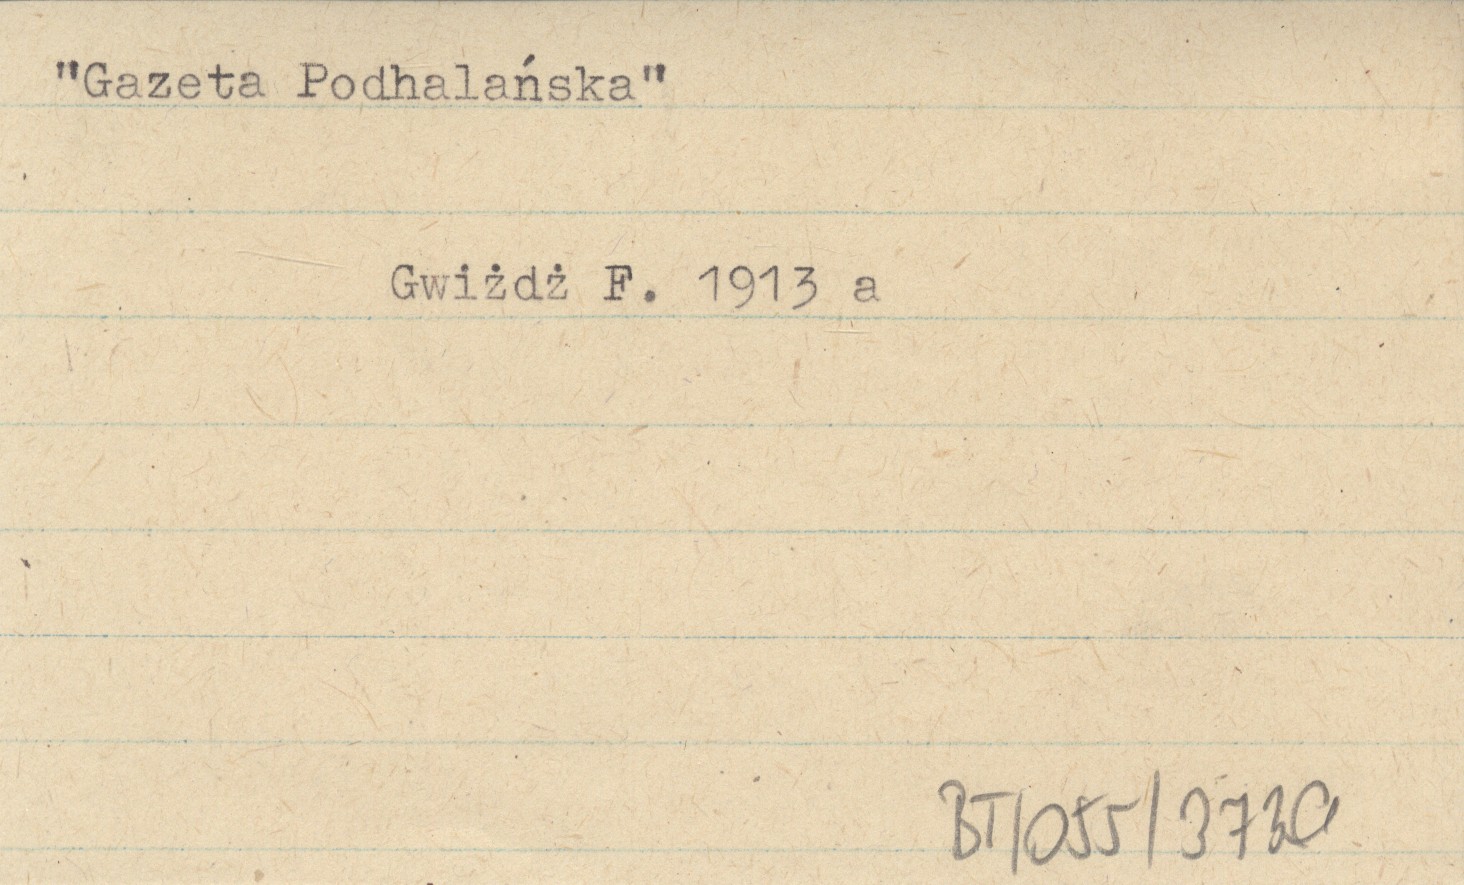 "Gazeta Podhalańska"
Gwiżdż F. 1913 a
BT/055/3730